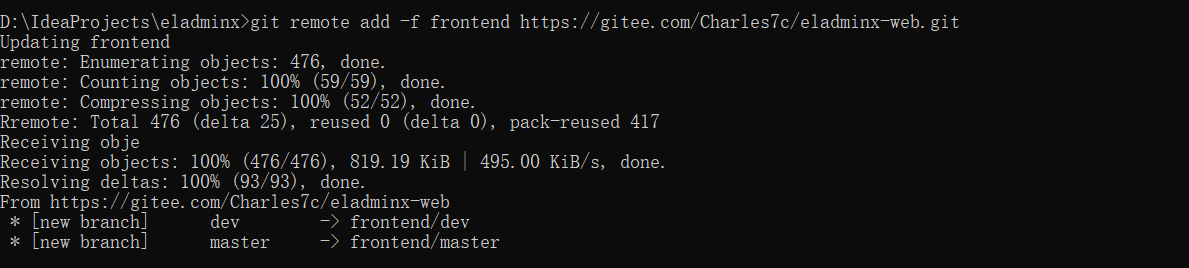 D:\IdeaProjects\eladminx>git remote add -f frontend https://gitee.com/Charles7c/eladminx-web.git
Updating frontend
remote: Enumerating objects: 476, done.
remote: Counting objects: 100% (59/59), done.
remote: Compressing objects: 100% (52/52), done.
Rremote: Total 476 (delta 25), reused 0 (delta 0), pack-reused 417
Receiving obje
Receiving objects: 100% (476/476), 819.19 KiB | 495.00 KiB/s, done.
Resolving deltas: 100% (93/93), done.
From https://gitee.com/Charles7c/eladminx-web
 * [new branch]      dev        -> frontend/dev
 * [new branch]      master     -> frontend/master